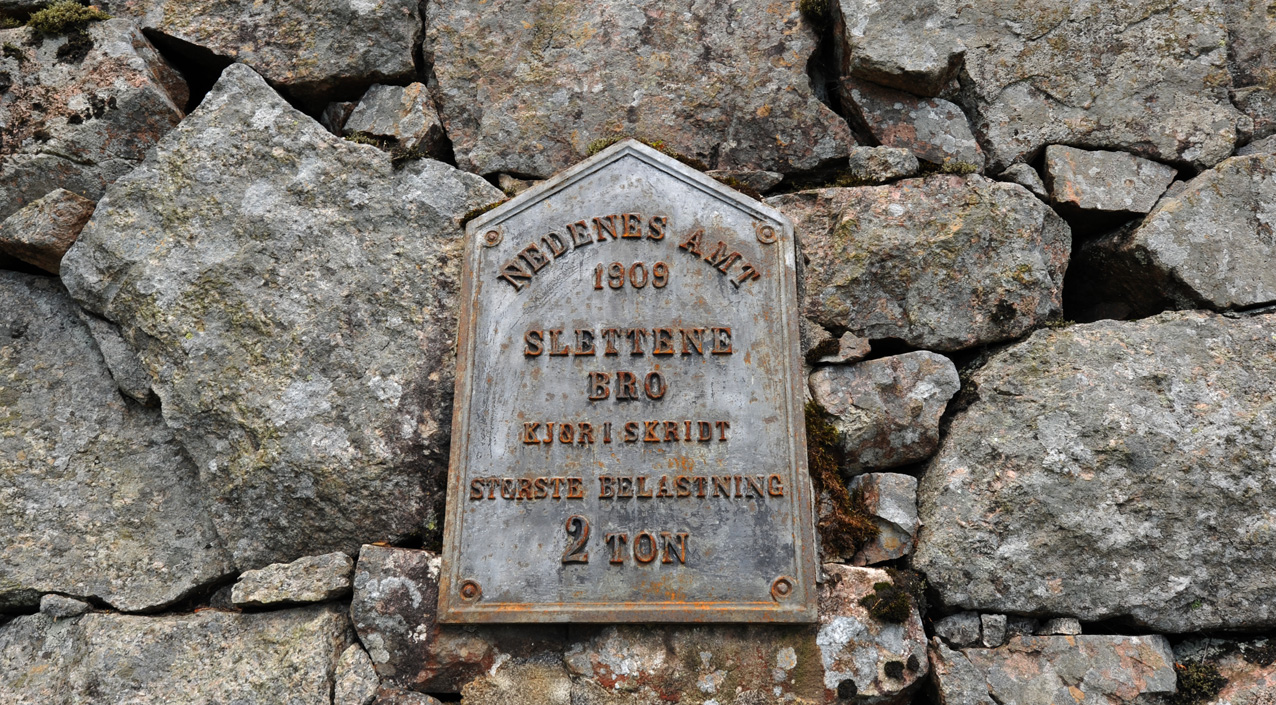 NEDENES AMT
1909
SLETTENE
BRO
KJØR I SKRIDT
STØRSTE BELASTNING
2 TON